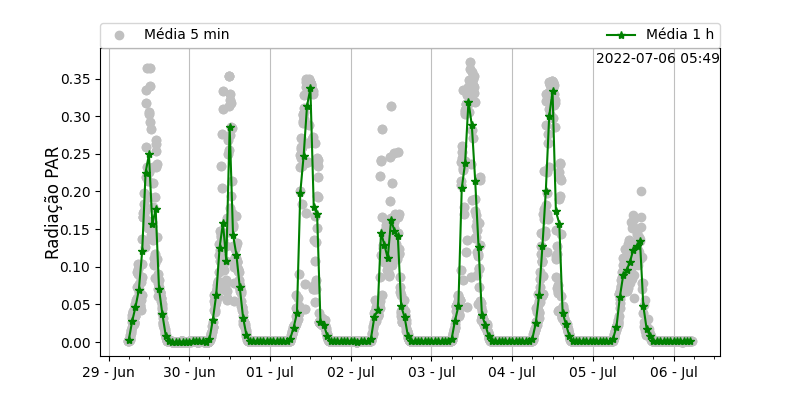 Média 5 min
Média 1 h
2022-07-06 05:49
Radiação PAR
0.35
0.30
0.25
0.20
0.15
0.10
0.05
0.00
29 - Jun
30 - Jun
01 - Jul
02 - Jul
03 - Jul
04 - Jul
05 - Jul
06 - Jul